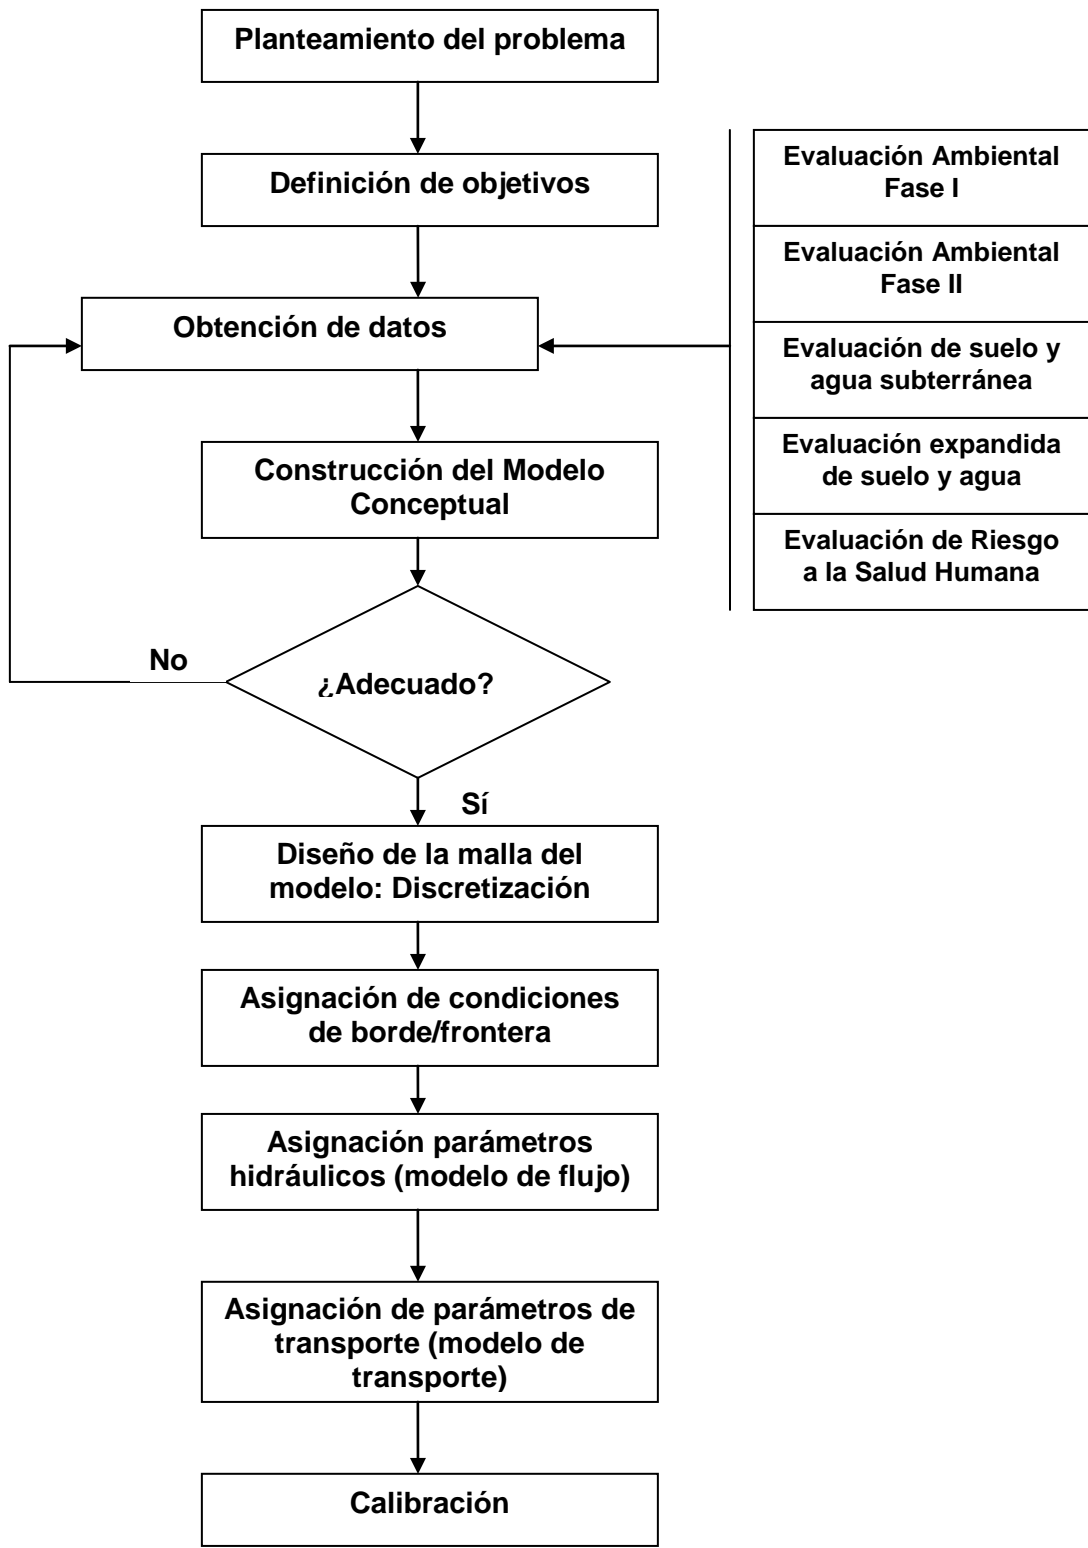 Planteamiento del problema
Definición de objetivos
Obtención de datos
Construcción del Modelo
Conceptual
Evaluación Ambiental
Fase I
Evaluación Ambiental
Fase II
Evaluación de suelo y
agua subterránea
Evaluación expandida
de suelo y agua
Evaluación de Riesgo
a la Salud Humana
No
¿Adecuado?
Sí
Diseño de la malla del
modelo: Discretización
Asignación de condiciones
de borde/frontera
Asignación parámetros
hidráulicos (modelo de flujo)
Asignación de parámetros de
transporte (modelo de
transporte)
Calibración